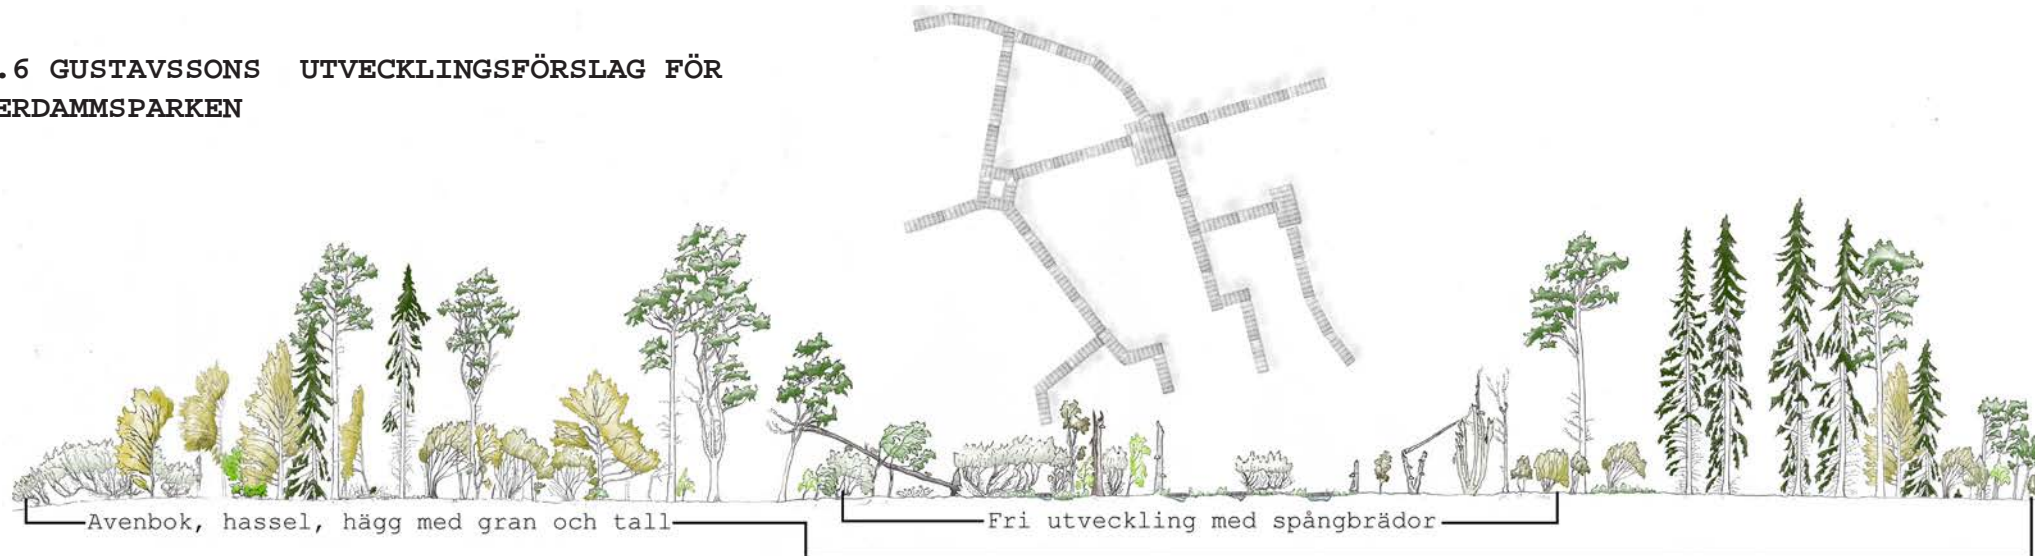 .6 GUSTAVSSONS UTVECKLINGSFÖRSLAG FÖR
ERDAMMSPARKEN
Avenbok, hassel, hägg med gran och tall
Fri utveckling med spångbrädor